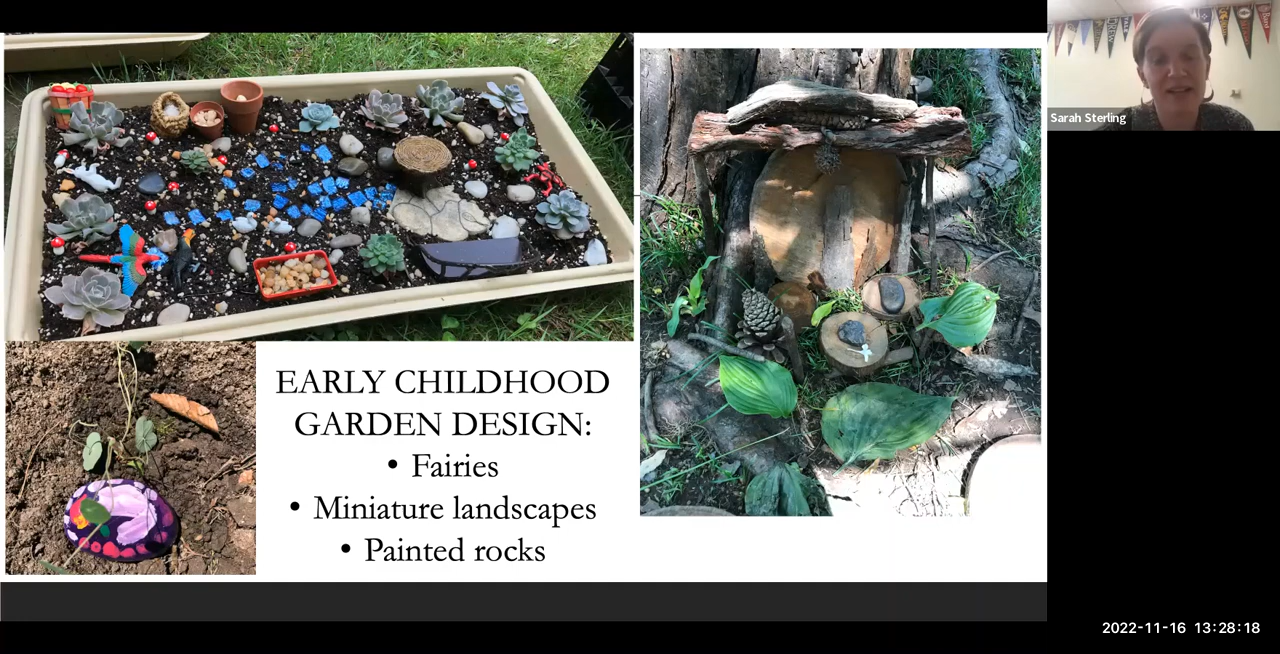 Sarah Sterling
EARLY CHILDHOOD
GARDEN DESIGN:
• Fairies
• Miniature landscapes
• Painted rocks
2022-11-16 13:28:18